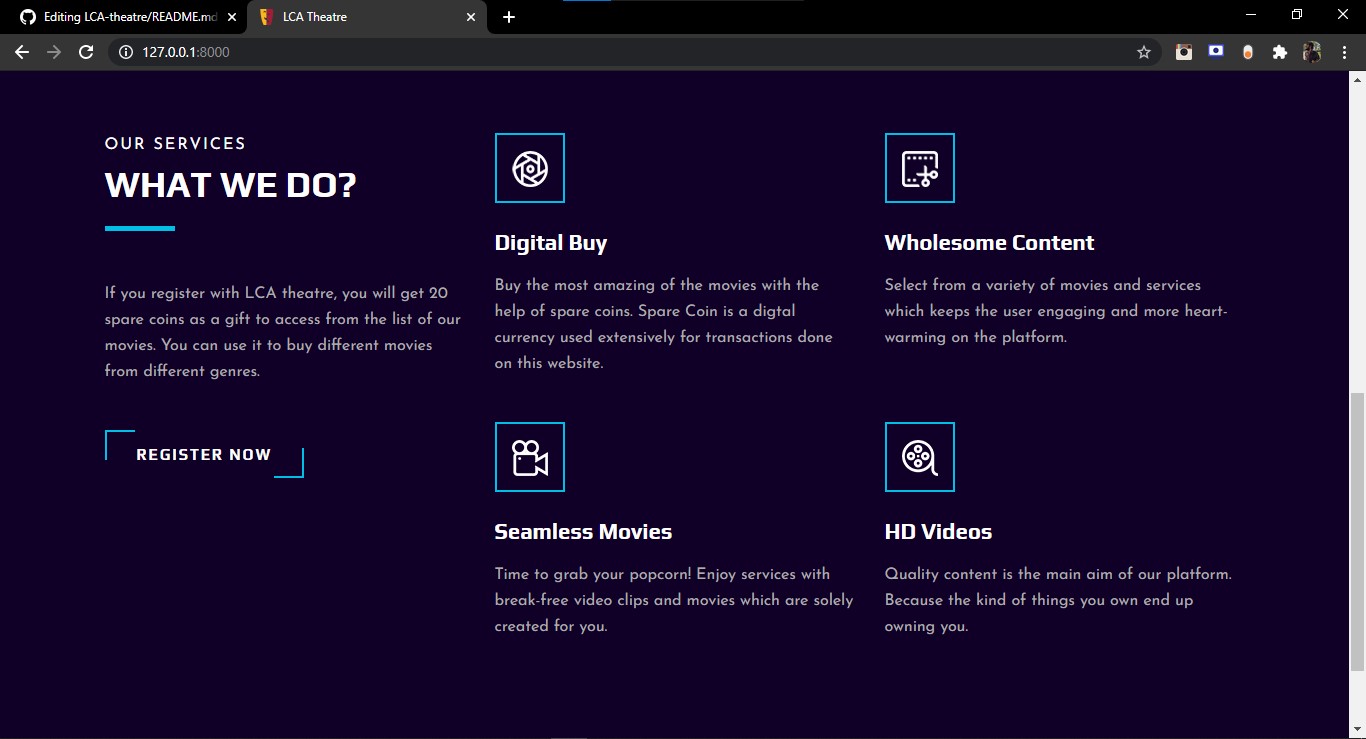 Editing LCA-theatre/README.md
LCA Theatre
127.0.0.1:8000
OUR SERVICES
WHAT WE DO?
If you register with LCA theatre, you will get 20
spare coins as a gift to access from the list of our
movies. You can use it to buy different movies
from different genres.
REGISTER NOW
Digital Buy
Buy the most amazing of the movies with the
help of spare coins. Spare Coin is a digtal
currency used extensively for transactions done
on this website.
Wholesome Content
Select from a variety of movies and services
which keeps the user engaging and more heart-
warming on the platform.
Seamless Movies
Time to grab your popcorn! Enjoy services with
break-free video clips and movies which are solely
created for you.
HD Videos
Quality content is the main aim of our platform.
Because the kind of things you own end up
owning you.